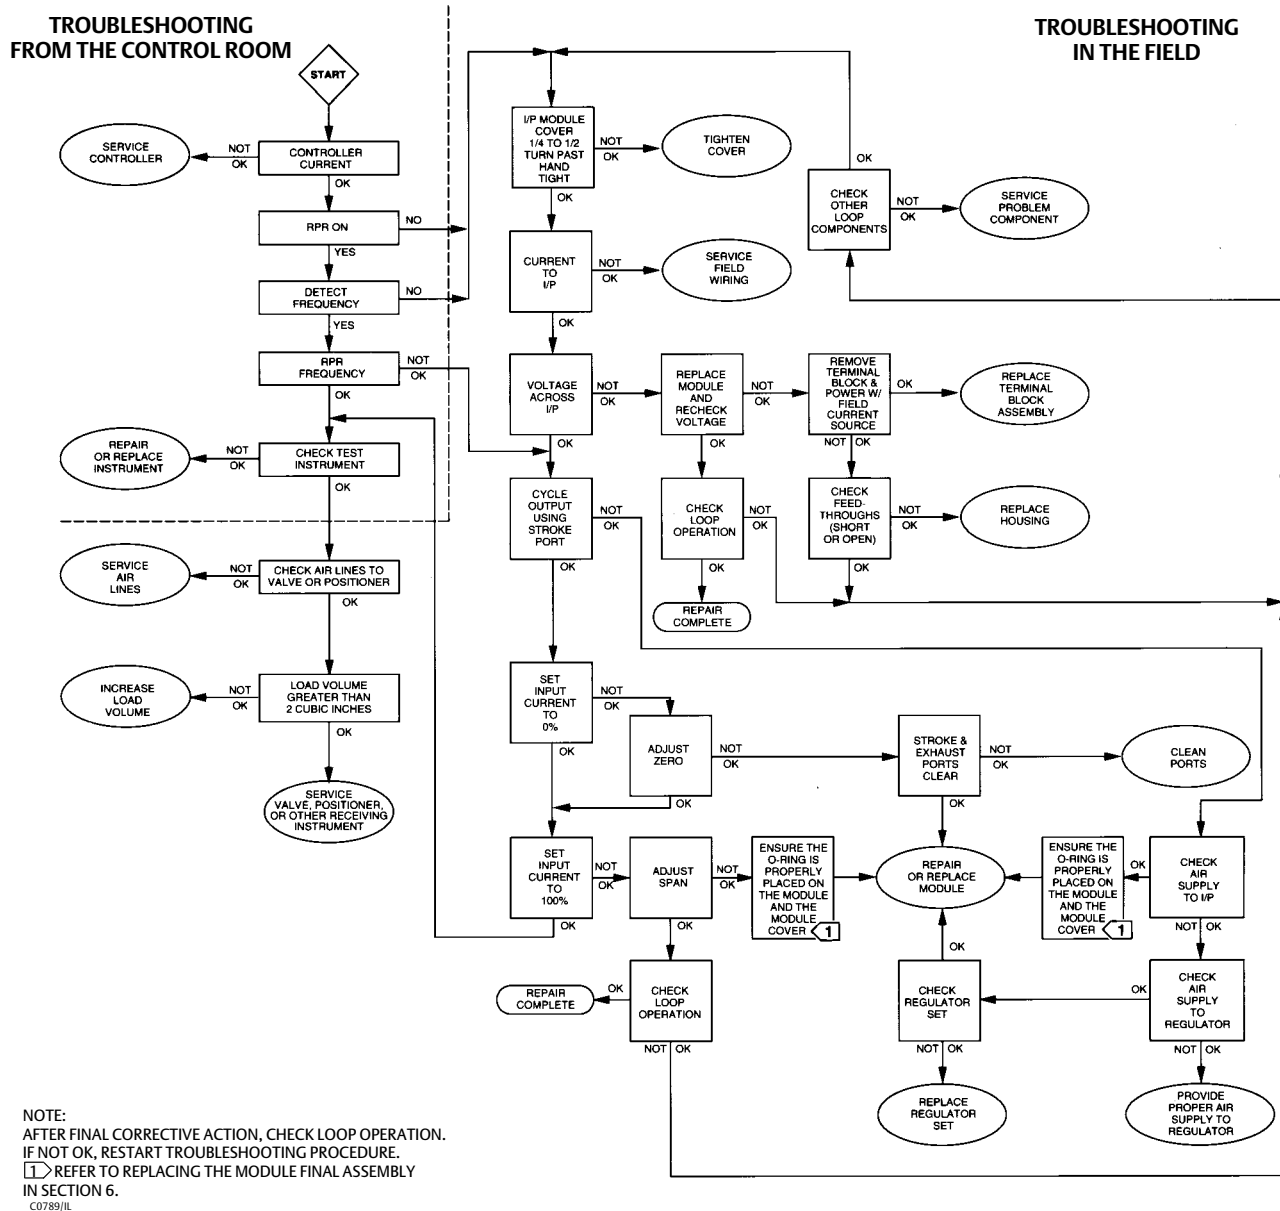 TROUBLESHOOTING
FROM THE CONTROL ROOM
TROUBLESHOOTING
IN THE FIELD
START
SERVICE
CONTROLLER
NOT
OK
CONTROLLER
CURRENT
OK
RPR ON
NO
YES
DETECT
FREQUENCY
NO
YES
RPR
FREQUENCY
NOT
OK
OK
REPAIR
OR REPLACE
INSTRUMENT
NOT
OK
CHECK TEST
INSTRUMENT
OK
SERVICE
AIR
LINES
NOT
OK
CHECK AIR LINES TO
VALVE OR POSITIONER
OK
INCREASE
LOAD
VOLUME
NOT
OK
LOAD VOLUME
GREATER THAN
2 CUBIC INCHES
OK
SERVICE
VALVE, POSITIONER,
OR OTHER RECEIVING
INSTRUMENT
I/P MODULE
COVER
1/4 TO 1/2
TURN PAST
HAND
TIGHT
NOT
OK
TIGHTEN
COVER
OK
CURRENT
TO
I/P
NOT
OK
SERVICE
FIELD
WIRING
OK
OK
CHECK
OTHER
LOOP
COMPONENTS
NOT
OK
SERVICE
PROBLEM
COMPONENT
VOLTAGE
ACROSS
I/P
NOT
OK
REPLACE
MODULE
AND
RECHECK
VOLTAGE
NOT
OK
REMOVE
TERMINAL
BLOCK &
POWER W/
FIELD
CURRENT
SOURCE
OK
REPLACE
TERMINAL
BLOCK
ASSEMBLY
OK
OK
NOT OK
CYCLE
OUTPUT
USING
STROKE
PORT
NOT
OK
CHECK
LOOP
OPERATION
NOT
OK
CHECK
FEED-
THROUGHS
(SHORT
OR OPEN)
NOT
OK
REPLACE
HOUSING
OK
OK
OK
REPAIR
COMPLETE
SET
INPUT
CURRENT
TO
0%
NOT
OK
OK
ADJUST
ZERO
NOT
OK
OK
STROKE &
EXHAUST
PORTS
CLEAR
NOT
OK
CLEAN
PORTS
OK
SET
INPUT
CURRENT
TO
100%
NOT
OK
OK
ADJUST
SPAN
NOT
OK
OK
ENSURE THE
O-RING IS
PROPERLY
PLACED ON
THE MODULE
AND THE
MODULE
COVER 1
REPAIR
OR REPLACE
MODULE
ENSURE THE
O-RING IS
PROPERLY
PLACED ON
THE MODULE
AND THE
MODULE
COVER 1
OK
CHECK
AIR
SUPPLY
TO I/P
NOT OK
REPAIR
COMPLETE
OK
CHECK
LOOP
OPERATION
NOT OK
OK
CHECK
REGULATOR
SET
NOT OK
OK
CHECK
AIR
SUPPLY
TO
REGULATOR
NOT OK
REPLACE
REGULATOR
SET
PROVIDE
PROPER AIR
SUPPLY TO
REGULATOR
NOTE:
AFTER FINAL CORRECTIVE ACTION, CHECK LOOP OPERATION.
IF NOT OK, RESTART TROUBLESHOOTING PROCEDURE.
1 REFER TO REPLACING THE MODULE FINAL ASSEMBLY
IN SECTION 6.
C0789/IL